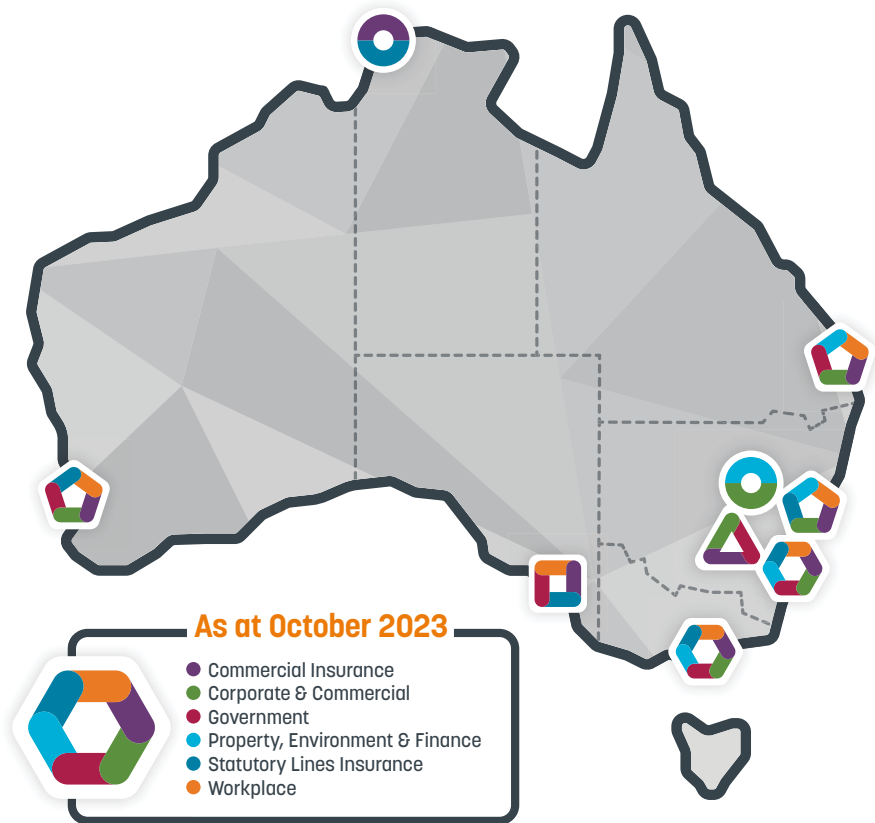 As at October 2023
Commercial Insurance
Corporate & Commercial
Government
Property, Environment & Finance
Statutory Lines Insurance
Workplace